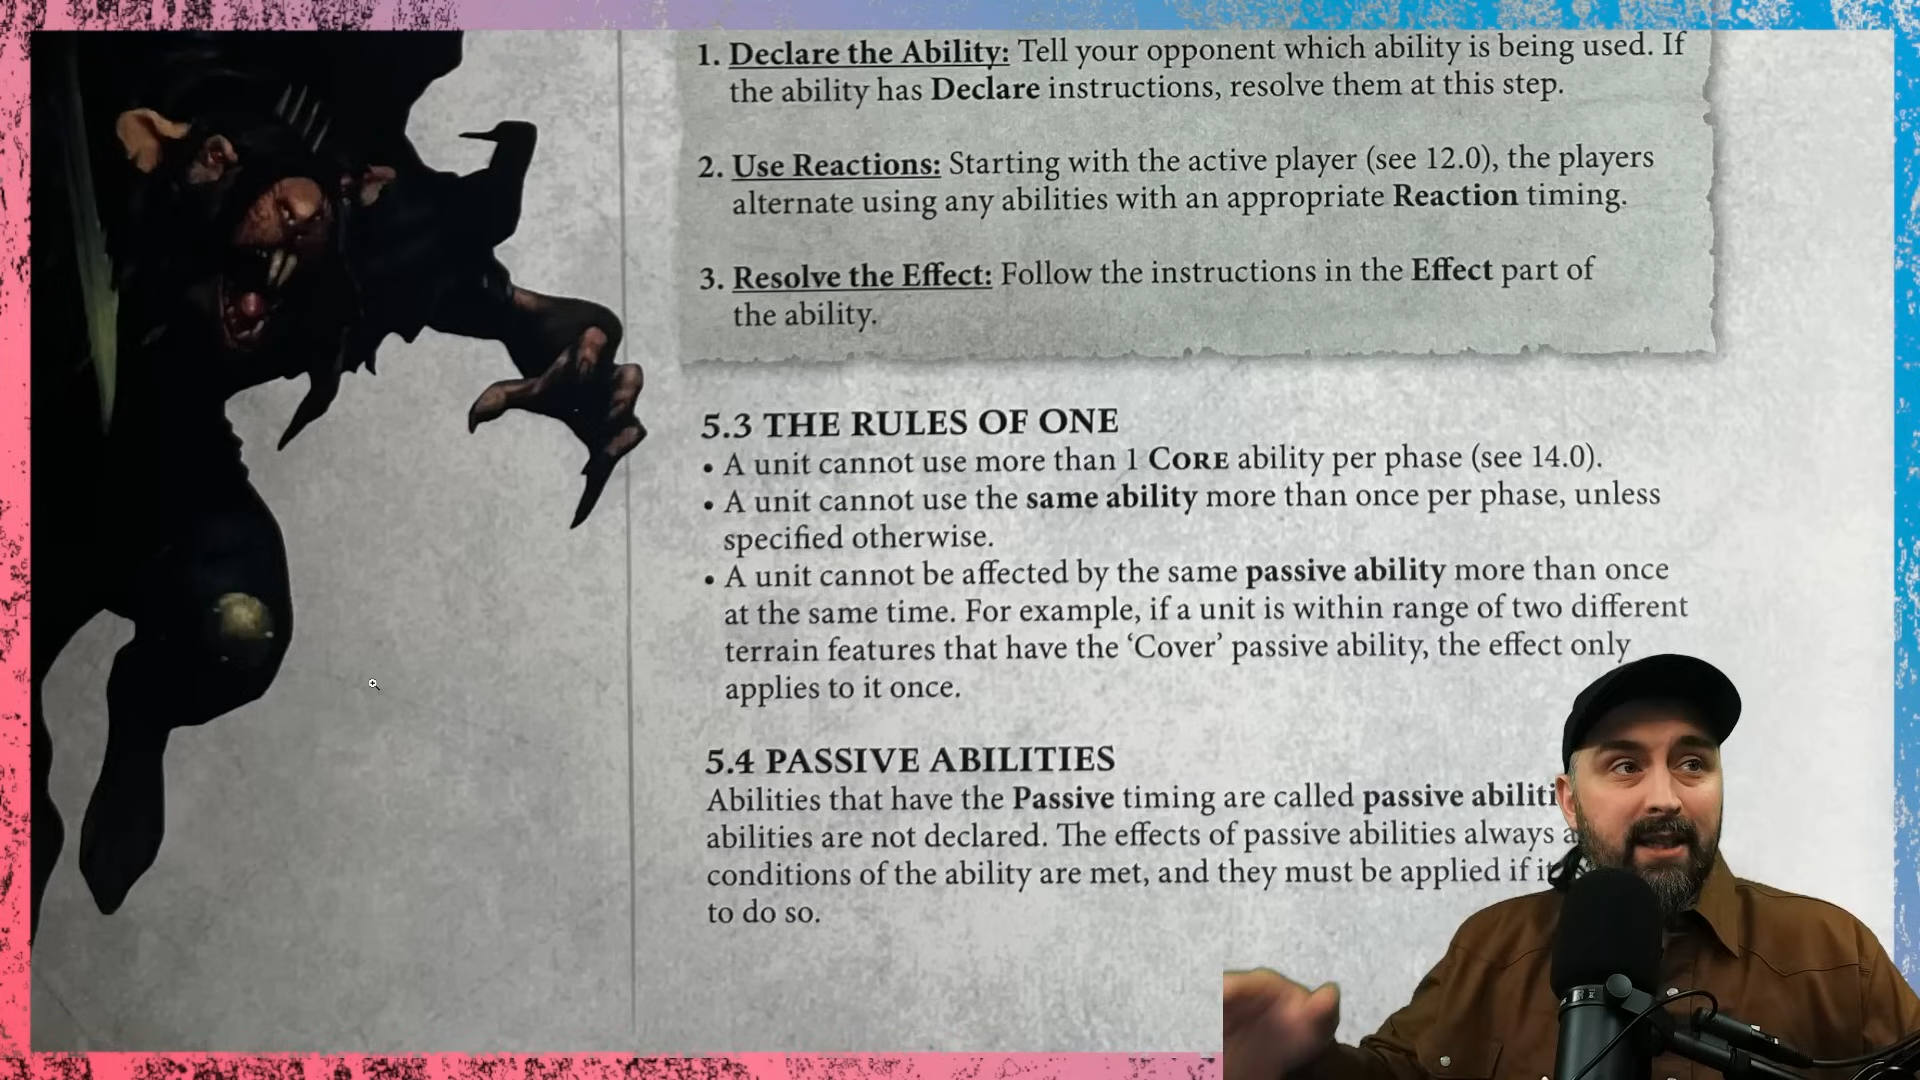 1. Declare the Ability: Tell your opponent which ability is being used. If
the ability has Declare instructions, resolve them at this step.
2. Use Reactions: Starting with the active player (see 12.0), the players
alternate using any abilities with an appropriate Reaction timing.
3. Resolve the Effect: Follow the instructions in the Effect part of
the ability.
5.3 THE RULES OF ONE
• A unit cannot use more than 1 CORE ability per phase (see 14.0).
• A unit cannot use the same ability more than once per phase, unless
specified otherwise.
• A unit cannot be affected by the same passive ability more than once
at the same time. For example, if a unit is within range of two different
terrain features that have the ‘Cover’ passive ability, the effect only
applies to it once.
5.4 PASSIVE ABILITIES
Abilities that have the Passive timing are called passive
abilities are not declared. The effects of passive abilities always
conditions of the ability are met, and they must be applied if
to do so.